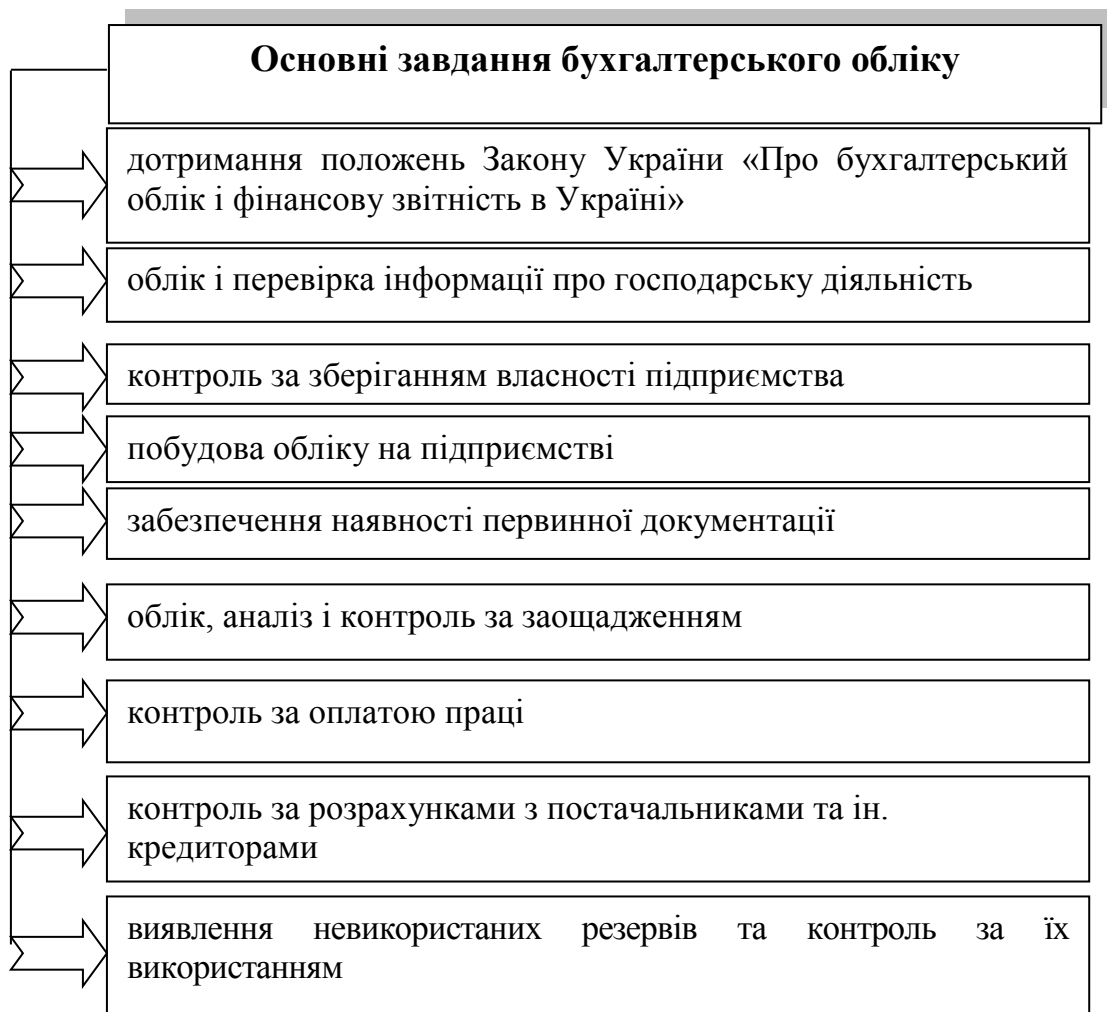 Основні завдання бухгалтерського обліку
дотримання положень Закону України «Про бухгалтерський
облік і фінансову звітність в Україні»
облік і перевірка інформації про господарську діяльність
контроль за зберіганням власності підприємства
побудова обліку на підприємстві
забезпечення наявності первинної документації
облік, аналіз і контроль за заощадженням
контроль за оплатою праці
контроль за розрахунками з постачальниками та ін.
кредиторами
виявлення невикористаних резервів та контроль за їх
використанням